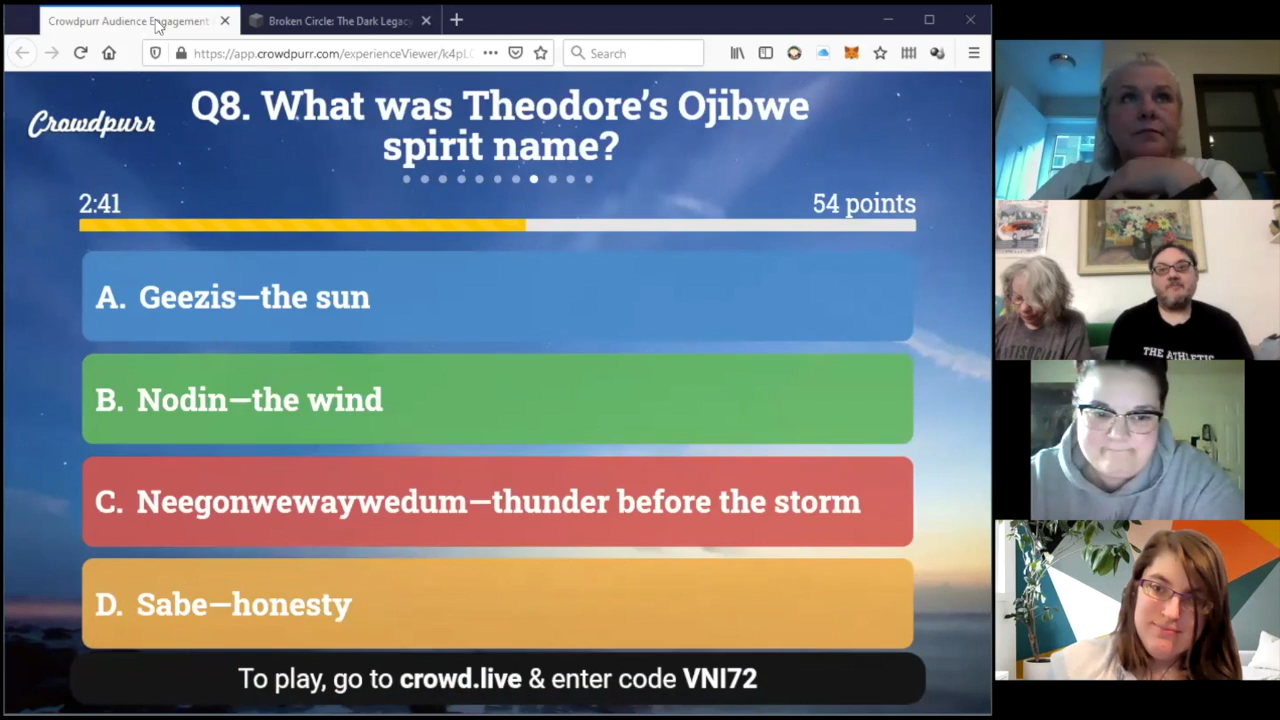 Crowdpurr Audience Engagement
Broken Circle: The Dark Legacy
https://app.crowdpurr.com/experienceViewer/k4pL
Search
Crowdpurr
Q8. What was Theodore's Ojibwe
spirit name?
2:41
54 points
A. Geezis—the sun
B. Nodin—the wind
C. Neegonwewaywedum—thunder before the storm
D. Sabe—honesty
To play, go to crowd.live & enter code VNI72
ANTISOCIAL
THE ATHLETIC